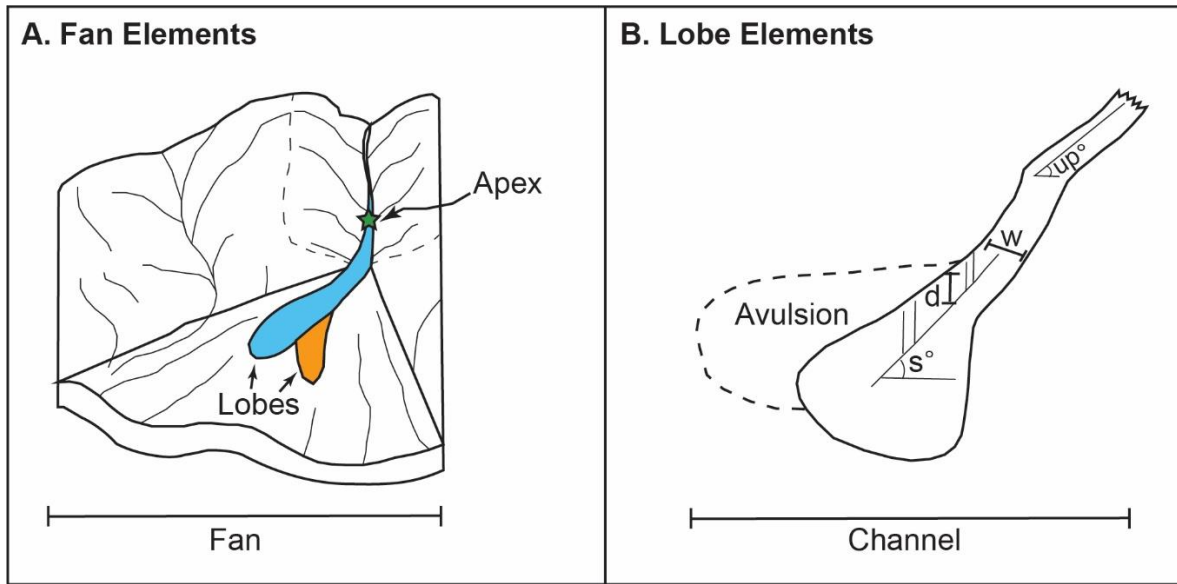 A. Fan Elements
Apex
Lobes
Fan
B. Lobe Elements
up°
w
d
Avulsion
s°
Channel